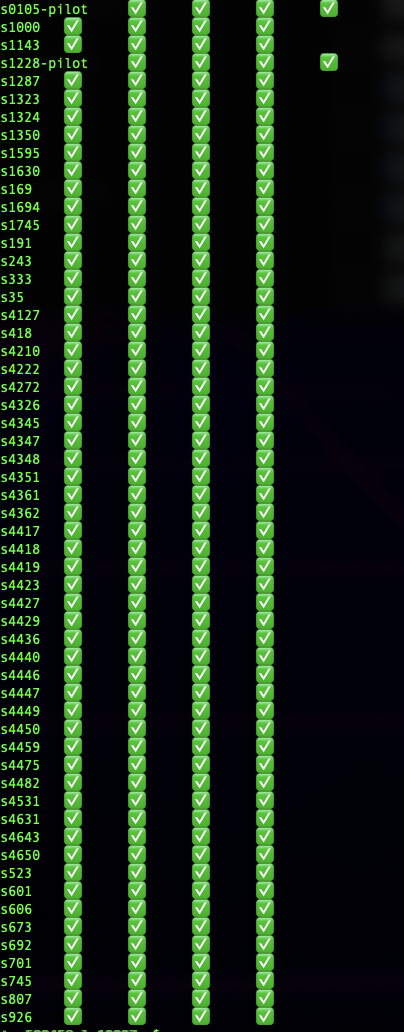 s0105-pilot ✅ ✅ ✅ ✅
s1000 ✅ ✅ ✅ ✅
s1143 ✅ ✅ ✅ ✅
s1228-pilot ✅ ✅ ✅ ✅
s1287 ✅ ✅ ✅ ✅
s1323 ✅ ✅ ✅ ✅
s1324 ✅ ✅ ✅ ✅
s1350 ✅ ✅ ✅ ✅
s1595 ✅ ✅ ✅ ✅
s1630 ✅ ✅ ✅ ✅
s169 ✅ ✅ ✅ ✅
s1694 ✅ ✅ ✅ ✅
s1745 ✅ ✅ ✅ ✅
s191 ✅ ✅ ✅ ✅
s243 ✅ ✅ ✅ ✅
s333 ✅ ✅ ✅ ✅
s35 ✅ ✅ ✅ ✅
s4127 ✅ ✅ ✅ ✅
s418 ✅ ✅ ✅ ✅
s4210 ✅ ✅ ✅ ✅
s4222 ✅ ✅ ✅ ✅
s4272 ✅ ✅ ✅ ✅
s4326 ✅ ✅ ✅ ✅
s4345 ✅ ✅ ✅ ✅
s4347 ✅ ✅ ✅ ✅
s4348 ✅ ✅ ✅ ✅
s4351 ✅ ✅ ✅ ✅
s4361 ✅ ✅ ✅ ✅
s4362 ✅ ✅ ✅ ✅
s4417 ✅ ✅ ✅ ✅
s4418 ✅ ✅ ✅ ✅
s4419 ✅ ✅ ✅ ✅
s4423 ✅ ✅ ✅ ✅
s4427 ✅ ✅ ✅ ✅
s4429 ✅ ✅ ✅ ✅
s4436 ✅ ✅ ✅ ✅
s4440 ✅ ✅ ✅ ✅
s4446 ✅ ✅ ✅ ✅
s4447 ✅ ✅ ✅ ✅
s4449 ✅ ✅ ✅ ✅
s4450 ✅ ✅ ✅ ✅
s4459 ✅ ✅ ✅ ✅
s4475 ✅ ✅ ✅ ✅
s4482 ✅ ✅ ✅ ✅
s4531 ✅ ✅ ✅ ✅
s4631 ✅ ✅ ✅ ✅
s4643 ✅ ✅ ✅ ✅
s4650 ✅ ✅ ✅ ✅
s523 ✅ ✅ ✅ ✅
s601 ✅ ✅ ✅ ✅
s606 ✅ ✅ ✅ ✅
s673 ✅ ✅ ✅ ✅
s692 ✅ ✅ ✅ ✅
s701 ✅ ✅ ✅ ✅
s745 ✅ ✅ ✅ ✅
s807 ✅ ✅ ✅ ✅
s926 ✅ ✅ ✅ ✅